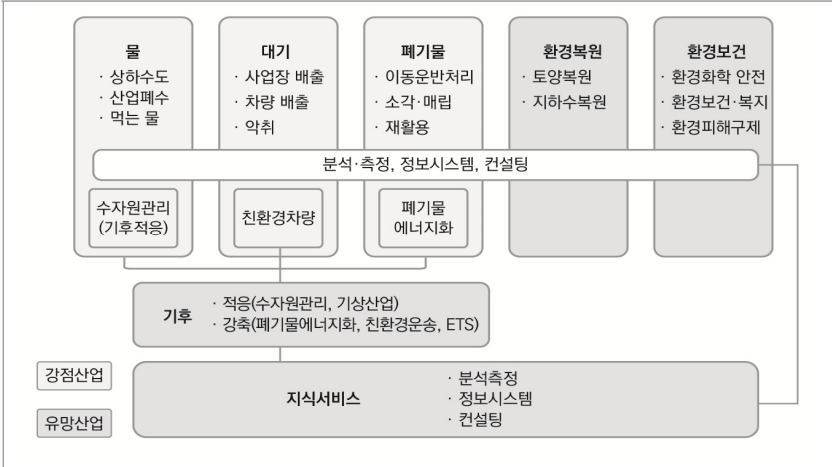 물
· 상하수도
· 산업폐수
· 먹는 물
대기
· 사업장 배출
· 차량 배출
· 악취
폐기물
· 이동운반처리
· 소각·매립
· 재활용
환경복원
· 토양복원
· 지하수복원
환경보건
· 환경화학 안전
· 환경보건·복지
· 환경피해구제
분석·측정, 정보시스템, 컨설팅
수자원관리
(기후적응)
친환경차량
폐기물
에너지화
기후
· 적응(수자원관리, 기상산업)
· 감축(폐기물에너지화, 친환경운송, ETS)
강점산업
유망산업
지식서비스
· 분석측정
· 정보시스템
· 컨설팅